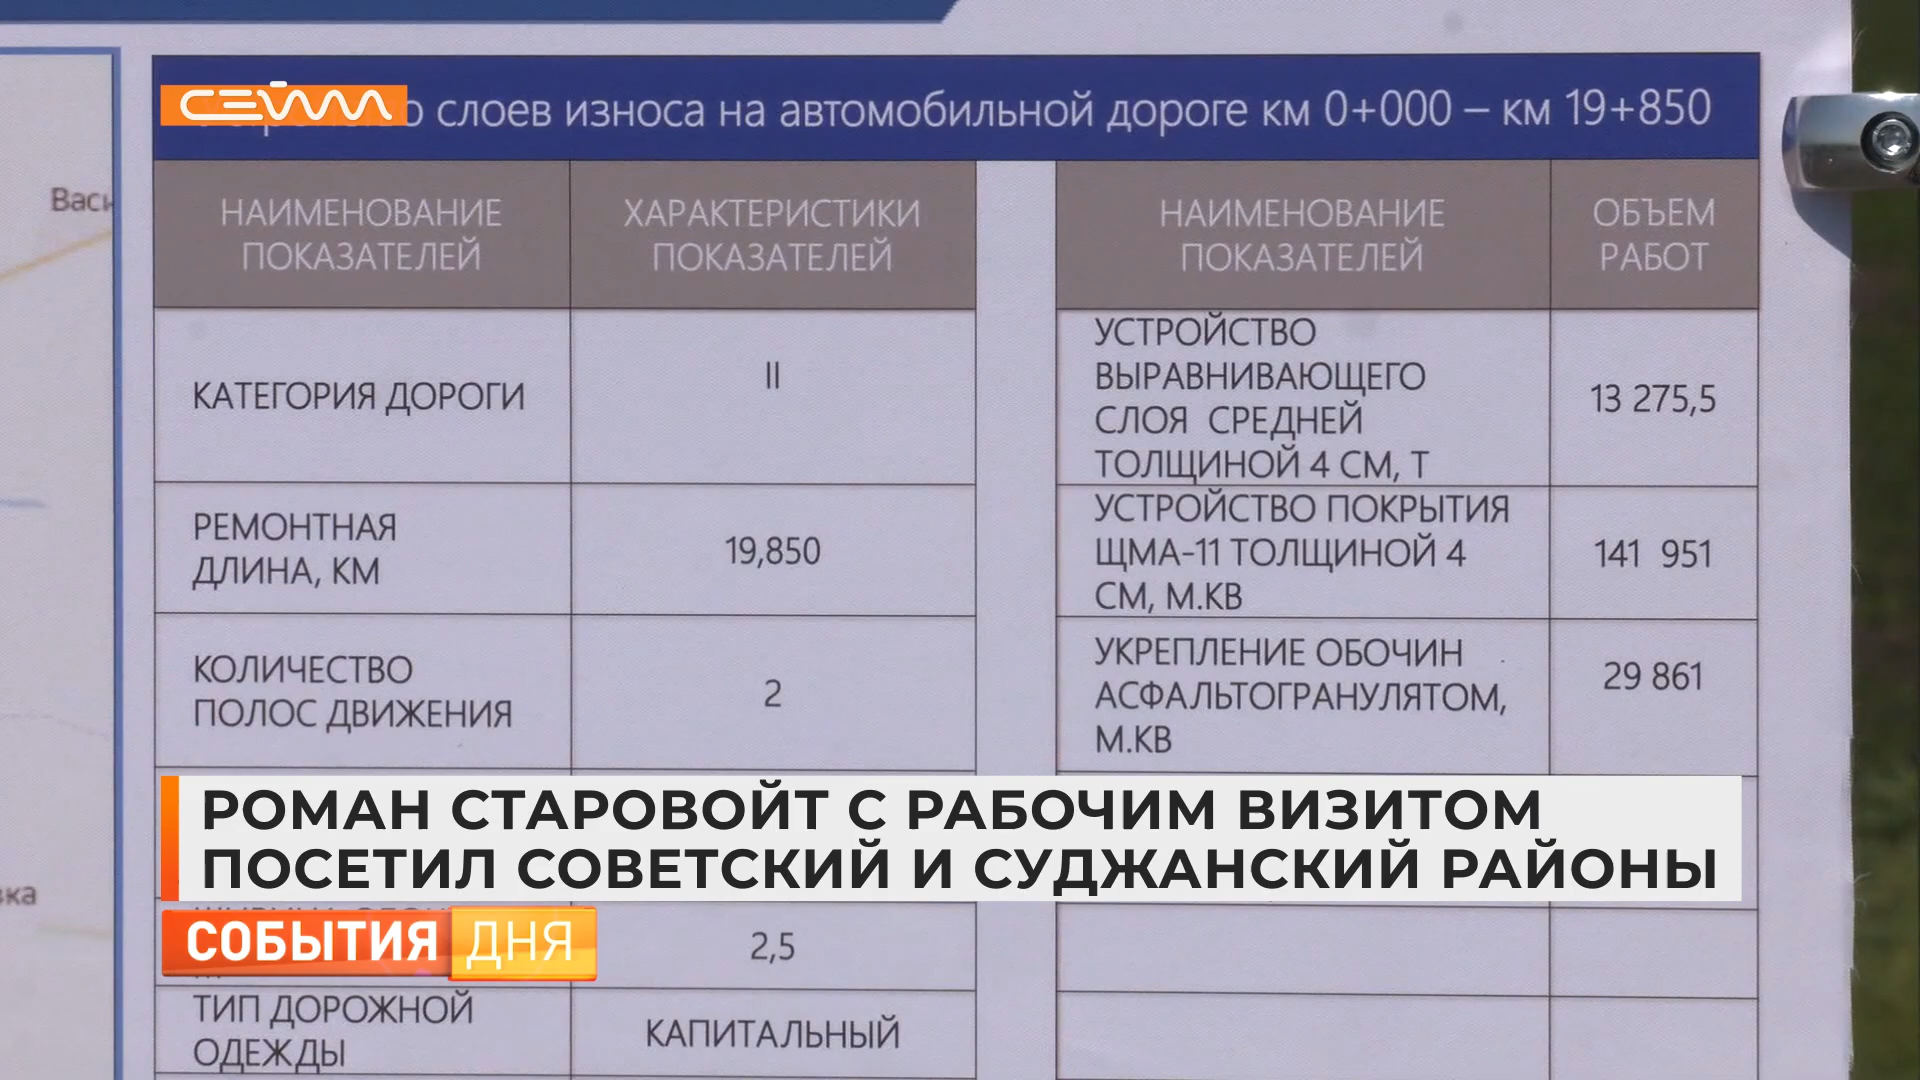 СЕЙМ
слоев износа на автомобильной дороге км 0+000 – км 19+850
НАИМЕНОВАНИЕ
ПОКАЗАТЕЛЕЙ
ХАРАКТЕРИСТИКИ
ПОКАЗАТЕЛЕЙ
КАТЕГОРИЯ ДОРОГИ
II
РЕМОНТНАЯ
ДЛИНА, КМ
19,850
КОЛИЧЕСТВО
ПОЛОС ДВИЖЕНИЯ
2
2,5
ТИП ДОРОЖНОЙ
ОДЕЖДЫ
КАПИТАЛЬНЫЙ
НАИМЕНОВАНИЕ
ПОКАЗАТЕЛЕЙ
ОБЪЕМ
РАБОТ
УСТРОЙСТВО
ВЫРАВНИВАЮЩЕГО
СЛОЯ СРЕДНЕЙ
ТОЛЩИНОЙ 4 СМ, Т
13 275,5
УСТРОЙСТВО ПОКРЫТИЯ
ЩМА-11 ТОЛЩИНОЙ 4
СМ, М.КВ
141 951
УКРЕПЛЕНИЕ ОБОЧИН
АСФАЛЬТОГРАНУЛЯТОМ,
М.КВ
29 861
РОМАН СТАРОВОЙТ С РАБОЧИМ ВИЗИТОМ
ПОСЕТИЛ СОВЕТСКИЙ И СУДЖАНСКИЙ РАЙОНЫ
СОБЫТИЯ ДНЯ